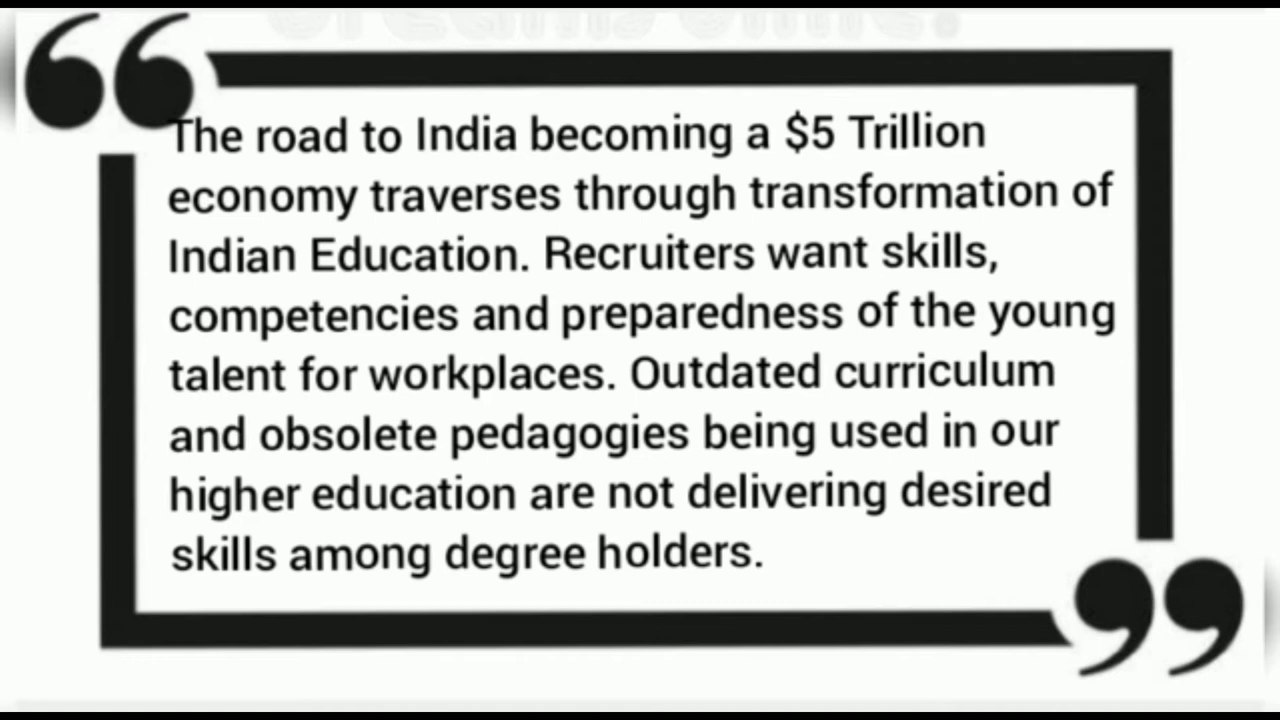 The road to India becoming a $5 Trillion
economy traverses through transformation of
Indian Education. Recruiters want skills,
competencies and preparedness of the young
talent for workplaces. Outdated curriculum
and obsolete pedagogies being used in our
higher education are not delivering desired
skills among degree holders.